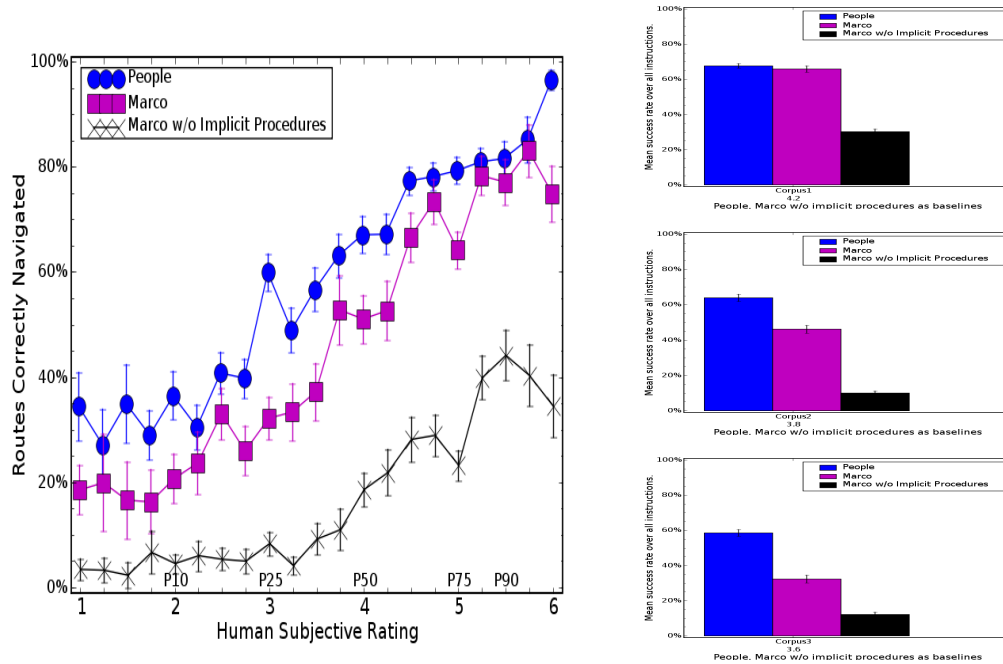 100%
80%
60%
40%
20%
0%
Routes Correctly Navigated
People
Marco
Marco w/o Implicit Procedures
P10 P25 P50 P75 P90
1 2 3 4 5 6
Human Subjective Rating
100%
80%
60%
40%
20%
0%
Mean success rate over all instructions.
People
Marco
Marco w/o Implicit Procedures
Corpus1
4.2
People, Marco w/o implicit procedures as baselines
100%
80%
60%
40%
20%
0%
Mean success rate over all instructions.
People
Marco
Marco w/o Implicit Procedures
Corpus2
3.8
People, Marco w/o implicit procedures as baselines
100%
80%
60%
40%
20%
0%
Mean success rate over all instructions.
People
Marco
Marco w/o Implicit Procedures
Corpus3
3.6
People, Marco w/o implicit procedures as baselines